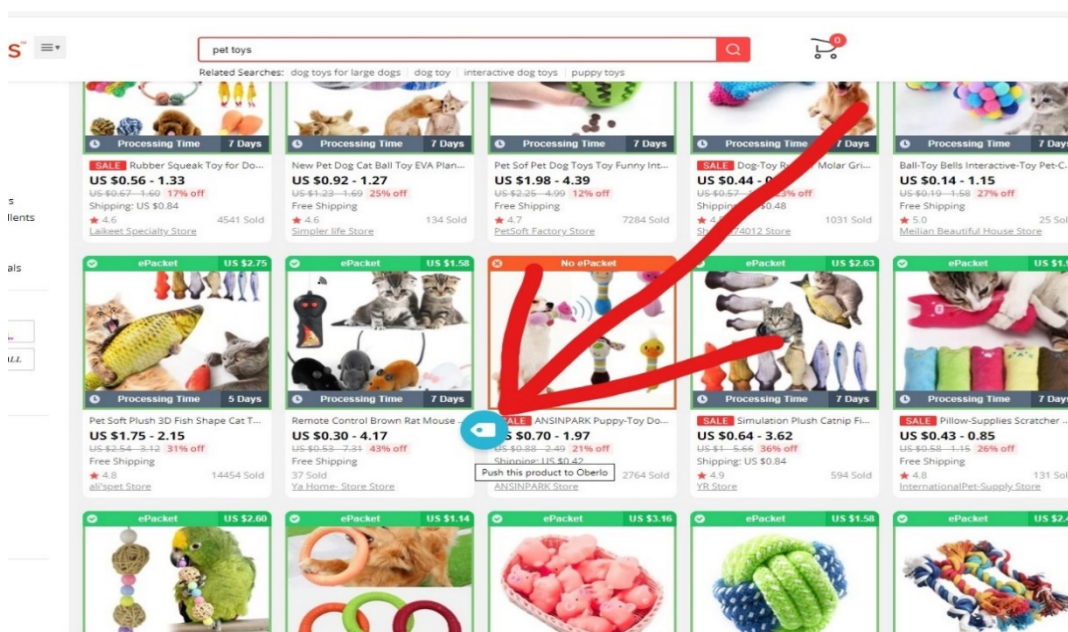 s™
pet toys
0
Related Searches: dog toys for large dogs dog toy interactive dog toys puppy toys
Processing Time 7 Days
Processing Time 7 Days
Processing Time 7 Days
Processing Time 7 Days
Processing Time 7 Days
SALE Rubber Squeak Toy for Do...
US $0.56 - 1.33
US $0.67 - 1.60 17% off
Shipping: US $0.84
4.6 4541 Sold
Laikeet Specialty Store
New Pet Dog Cat Ball Toy EVA Plan...
US $0.92 - 1.27
US $1.23 - 1.69 25% off
Free Shipping
4.6 134 Sold
Simpler life Store
Pet Sof Pet Dog Toys Toy Funny Int...
US $1.98 - 4.39
US $2.25 - 4.99 12% off
Free Shipping
4.7 7284 Sold
PetSoft Factory Store
SALE Dog-Toy Molar Gri...
US $0.44 -
US $0.57 off
Shipping: $0.48
1031 Sold
74012 Store
Ball-Toy Bells Interactive-Toy Pet-C...
US $0.14 - 1.15
US $0.19 - 1.58 27% off
Free Shipping
5.0 25 Sol
Meilian Beautiful House Store
s
llents
als
ePacket US $2.75
Processing Time 5 Days
Pet Soft Plush 3D Fish Shape Cat T...
US $1.75 - 2.15
US $2.54 - 3.12 31% off
Free Shipping
4.8 14454 Sold
ali'spet Store
ePacket US $1.58
Processing Time 7 Days
Remote Control Brown Rat Mouse
US $0.30 - 4.17
US $0.53 - 7.31 43% off
Free Shipping
37 Sold
Ya Home- Store Store
No ePacket
SALE ANSINPARK Puppy-Toy Do...
US $0.70 - 1.97
US $0.88 - 2.49 21% off
Shipping: US $0.42
Push this product to Oberlo
2764 Sold
ANSINPARK Store
ePacket US $2.63
Processing Time 7 Days
SALE Simulation Plush Catnip Fi...
US $0.64 - 3.62
US $1 - 5.66 36% off
Shipping: US $0.84
4.9 594 Sold
YR Store
ePacket US $1.
Processing Time 7 Days
SALE Pillow-Supplies Scratcher ...
US $0.43 - 0.85
US $0.58 - 1.15 26% off
Free Shipping
4.8 131 Sol
InternationalPet-Supply Store
ePacket US $2.60
ePacket US $1.14
ePacket US $3.16
ePacket US $1.58
ePacket US $2.